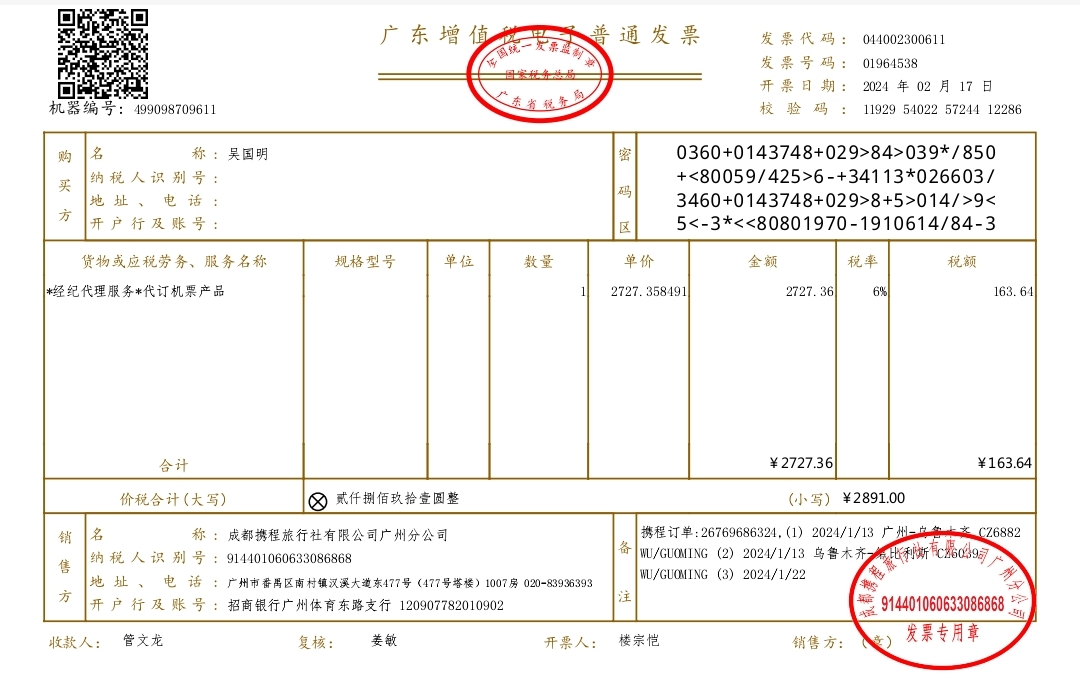 广东增值税电子普通发票
全国统一发票监制章
国家税务总局
广东省税务局
发票代码: 044002300611
发票号码: 01964538
开票日期: 2024 年 02 月 17 日
校验码: 11929 54022 57244 12286
机器编号: 499098709611
购买方
名称: 吴国明
纳税人识别号:
地址、电话:
开户行及账号:
密码区
0360+0143748+029>84>039*/850
+<80059/425>6-+34113*026603/
3460+0143748+029>8+5>014/>9<
5<-3*<<80801970-1910614/84-3
货物或应税劳务、服务名称 规格型号 单位 数量 单价 金额 税率 税额
*经纪代理服务*代订机票产品 1 2727.358491 2727.36 6% 163.64
合计 ¥2727.36 ¥163.64
价税合计(大写) 贰仟捌佰玖拾壹圆整 (小写) ¥2891.00
销售方
名称: 成都携程旅行社有限公司广州分公司
纳税人识别号: 914401060633086868
地址、电话: 广州市番禺区南村镇汉溪大道东477号（477号塔楼）1007房 020-83936393
开户行及账号: 招商银行广州体育东路支行 120907782010902
备注
携程订单:26769686324,(1) 2024/1/13 广州-乌鲁木齐 CZ6882
WU/GUOMING (2) 2024/1/13 乌鲁木齐-第比利斯 CZ6039
WU/GUOMING (3) 2024/1/22
成都携程旅行社有限公司广州分公司
914401060633086868
发票专用章
收款人: 管文龙 复核: 姜敏 开票人: 楼宗恺 销售方: (章)